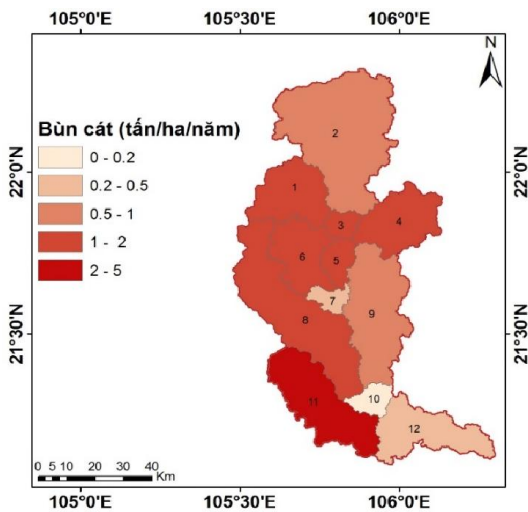 105°0'E 105°30'E 106°0'E
N
Bùn cát (tấn/ha/năm)
0 - 0.2
0.2 - 0.5
0.5 - 1
1 - 2
2 - 5
2
1
3
4
6
5
7
8
9
10
11
12
22°0'N
21°30'N
22°0'N
21°30'N
0 5 10 20 30 40
Km
105°0'E 105°30'E 106°0'E